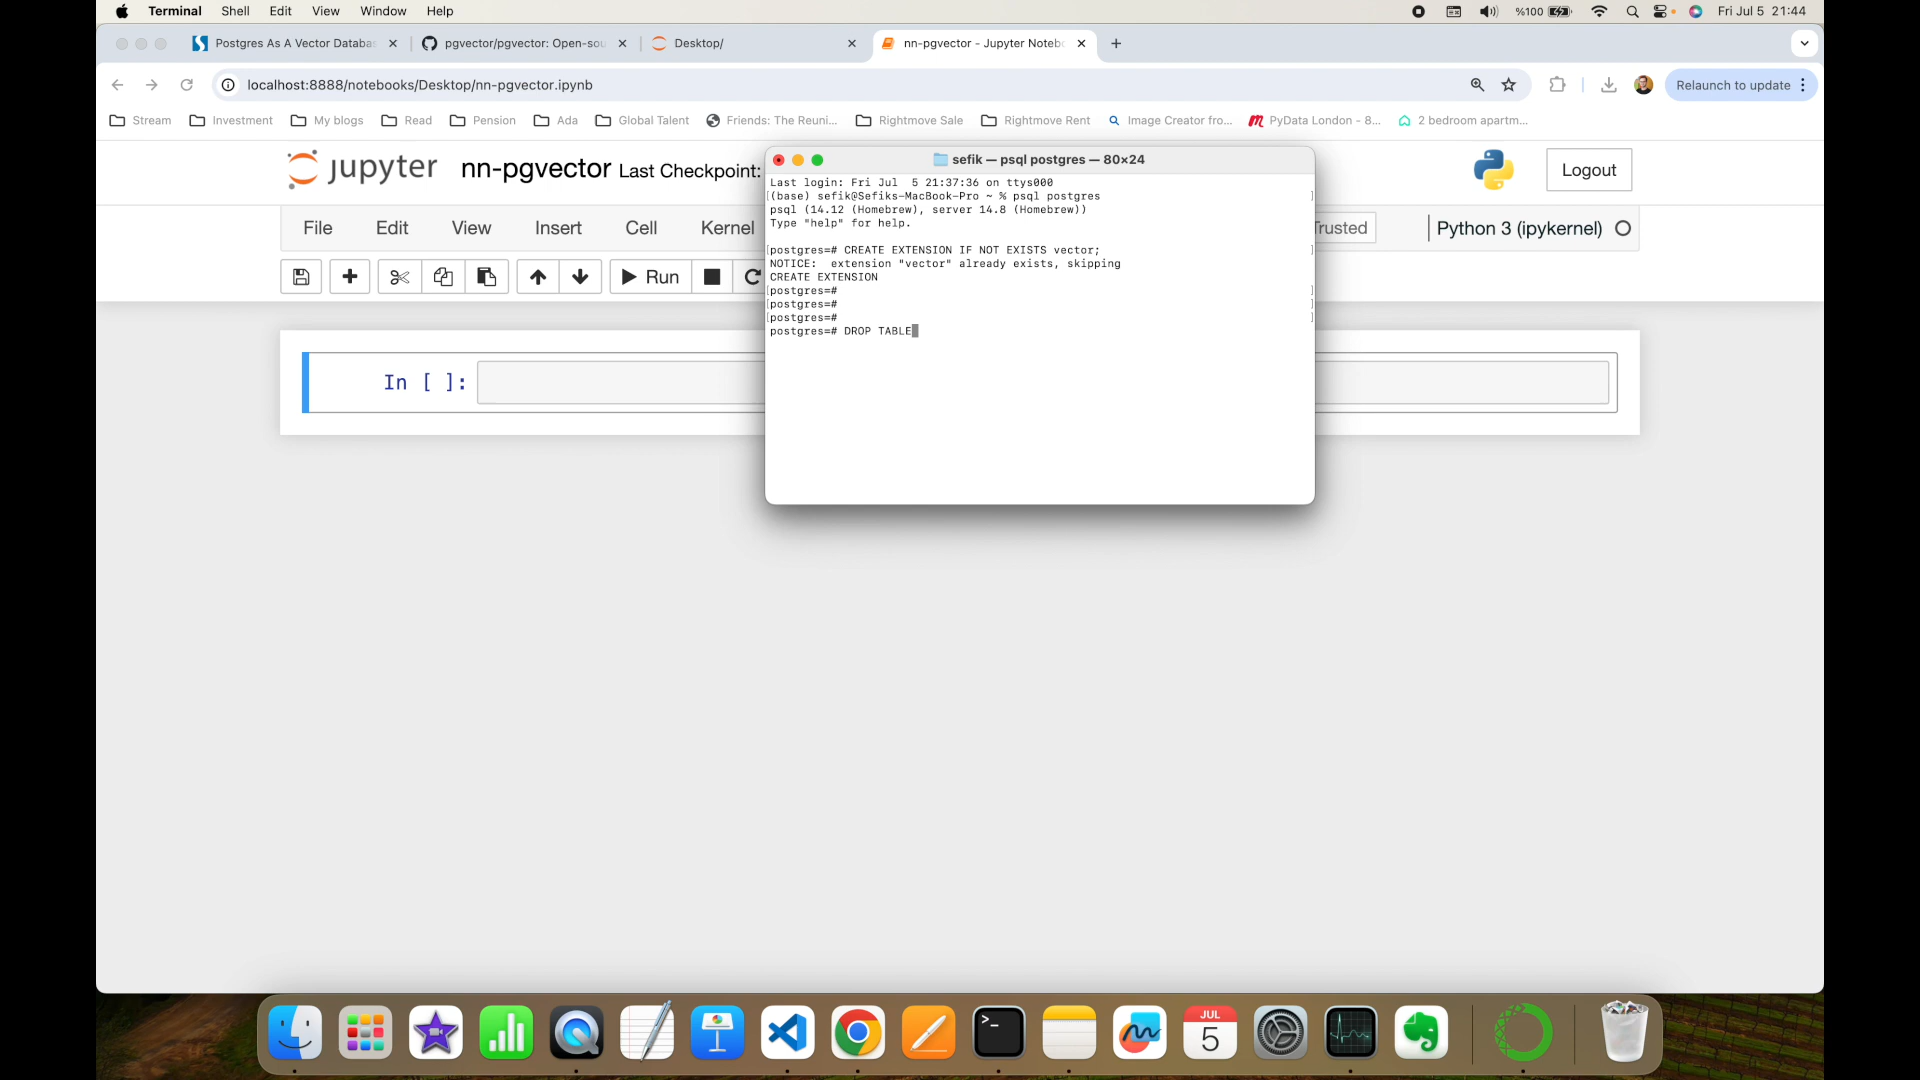 Terminal Shell Edit View Window Help %100 Fri Jul 5 21:44
Postgres As A Vector Databas pgvector/pgvector: Open-sou Desktop/ nn-pgvector - Jupyter Notebo
localhost:8888/notebooks/Desktop/nn-pgvector.ipynb Relaunch to update
Stream Investment My blogs Read Pension Ada Global Talent Friends: The Reuni... Rightmove Sale Rightmove Rent Image Creator fro... PyData London - 8... 2 bedroom apartm...
jupyter nn-pgvector Last Checkpoint: Logout
File Edit View Insert Cell Kernel Trusted Python 3 (ipykernel)
Run
In [ ]:
sefik — psql postgres — 80×24
Last login: Fri Jul  5 21:37:36 on ttys000
(base) sefik@Sefiks-MacBook-Pro ~ % psql postgres
psql (14.12 (Homebrew), server 14.8 (Homebrew))
Type "help" for help.
postgres=# CREATE EXTENSION IF NOT EXISTS vector;
NOTICE:  extension "vector" already exists, skipping
CREATE EXTENSION
postgres=#
postgres=#
postgres=#
postgres=# DROP TABLE
JUL
5